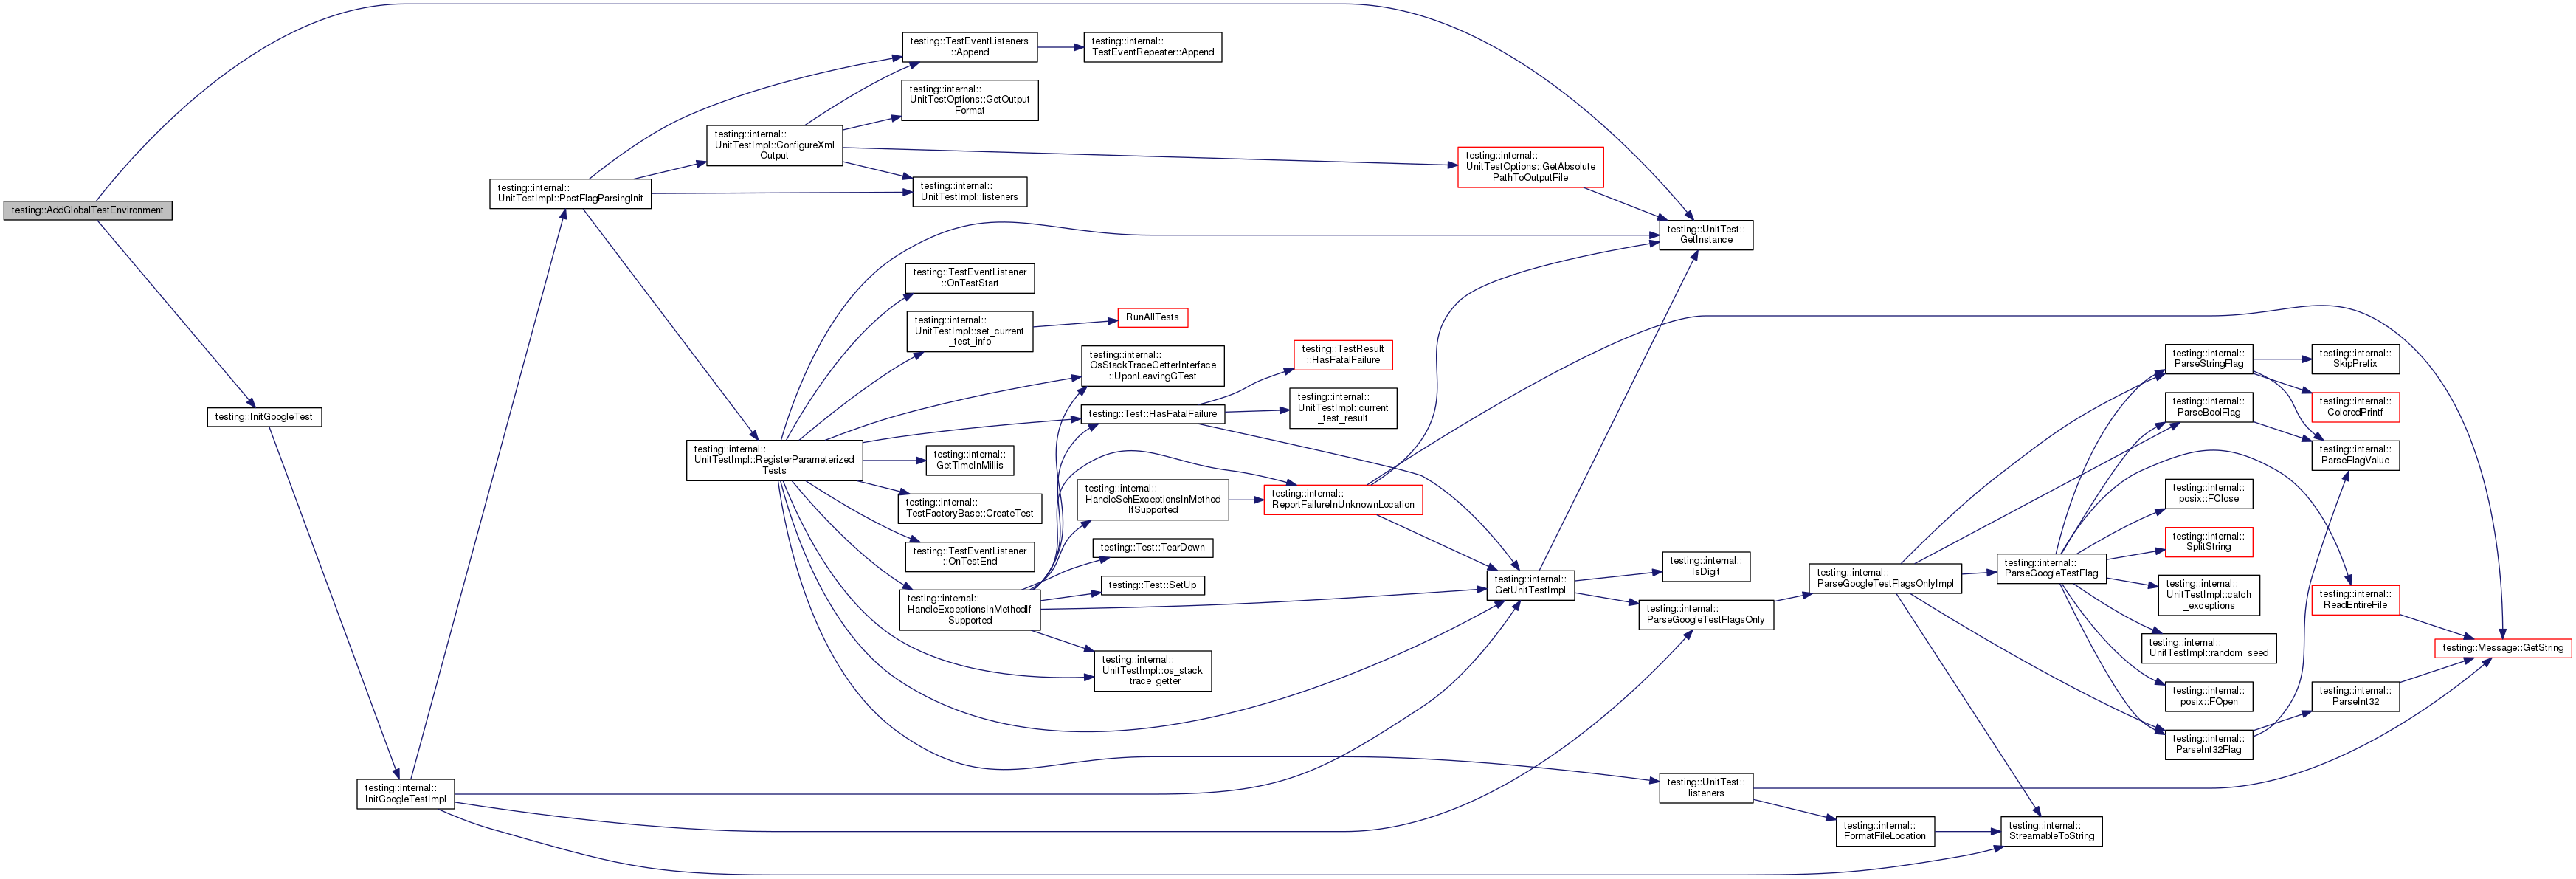 testing::AddGlobalTestEnvironment
testing::InitGoogleTest
testing::internal::
InitGoogleTestImpl
testing::internal::
UnitTestImpl::PostFlagParsingInit
testing::internal::
UnitTestImpl::ConfigureXml
Output
testing::internal::
UnitTestImpl::RegisterParameterized
Tests
testing::TestEventListeners
::Append
testing::internal::
UnitTestOptions::GetOutput
Format
testing::internal::
UnitTestImpl::listeners
testing::TestEventListener
::OnTestStart
testing::internal::
UnitTestImpl::set_current
_test_info
testing::internal::
GetTimeInMillis
testing::internal::
TestFactoryBase::CreateTest
testing::TestEventListener
::OnTestEnd
testing::internal::
HandleExceptionsInMethodIf
Supported
testing::internal::
TestEventRepeater::Append
RunAllTests
testing::internal::
OsStackTraceGetterInterface
::UponLeavingGTest
testing::Test::HasFatalFailure
testing::internal::
HandleSehExceptionsInMethod
IfSupported
testing::Test::TearDown
testing::Test::SetUp
testing::internal::
UnitTestImpl::os_stack
_trace_getter
testing::TestResult
::HasFatalFailure
testing::internal::
UnitTestImpl::current
_test_result
testing::internal::
ReportFailureInUnknownLocation
testing::internal::
UnitTestOptions::GetAbsolute
PathToOutputFile
testing::internal::
GetUnitTestImpl
testing::UnitTest::
GetInstance
testing::internal::
IsDigit
testing::internal::
ParseGoogleTestFlagsOnly
testing::UnitTest::
listeners
testing::internal::
ParseGoogleTestFlagsOnlyImpl
testing::internal::
FormatFileLocation
testing::internal::
ParseGoogleTestFlag
testing::internal::
StreamableToString
testing::internal::
ParseStringFlag
testing::internal::
ParseBoolFlag
testing::internal::
posix::FClose
testing::internal::
SplitString
testing::internal::
UnitTestImpl::catch
_exceptions
testing::internal::
UnitTestImpl::random_seed
testing::internal::
posix::FOpen
testing::internal::
ParseInt32Flag
testing::internal::
SkipPrefix
testing::internal::
ColoredPrintf
testing::internal::
ParseFlagValue
testing::internal::
ReadEntireFile
testing::internal::
ParseInt32
testing::Message::GetString